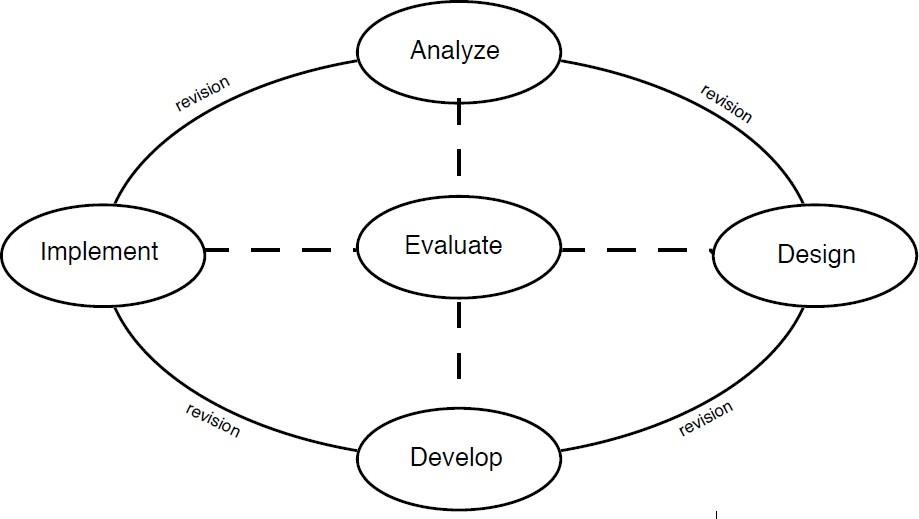 Analyze
revision
revision
Implement
Evaluate
Design
revision
revision
Develop